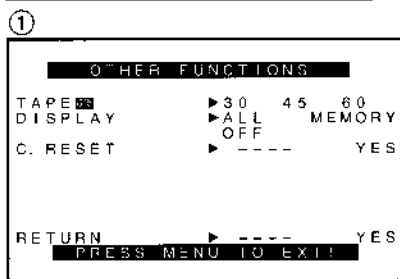 ①
OTHER FUNCTIONS
TAPE ▶30 45 60
DISPLAY ▶ALL MEMORY
OFF
C. RESET ▶ ---- YES
RETURN ▶ ---- YES
PRESS MENU TO EXIT